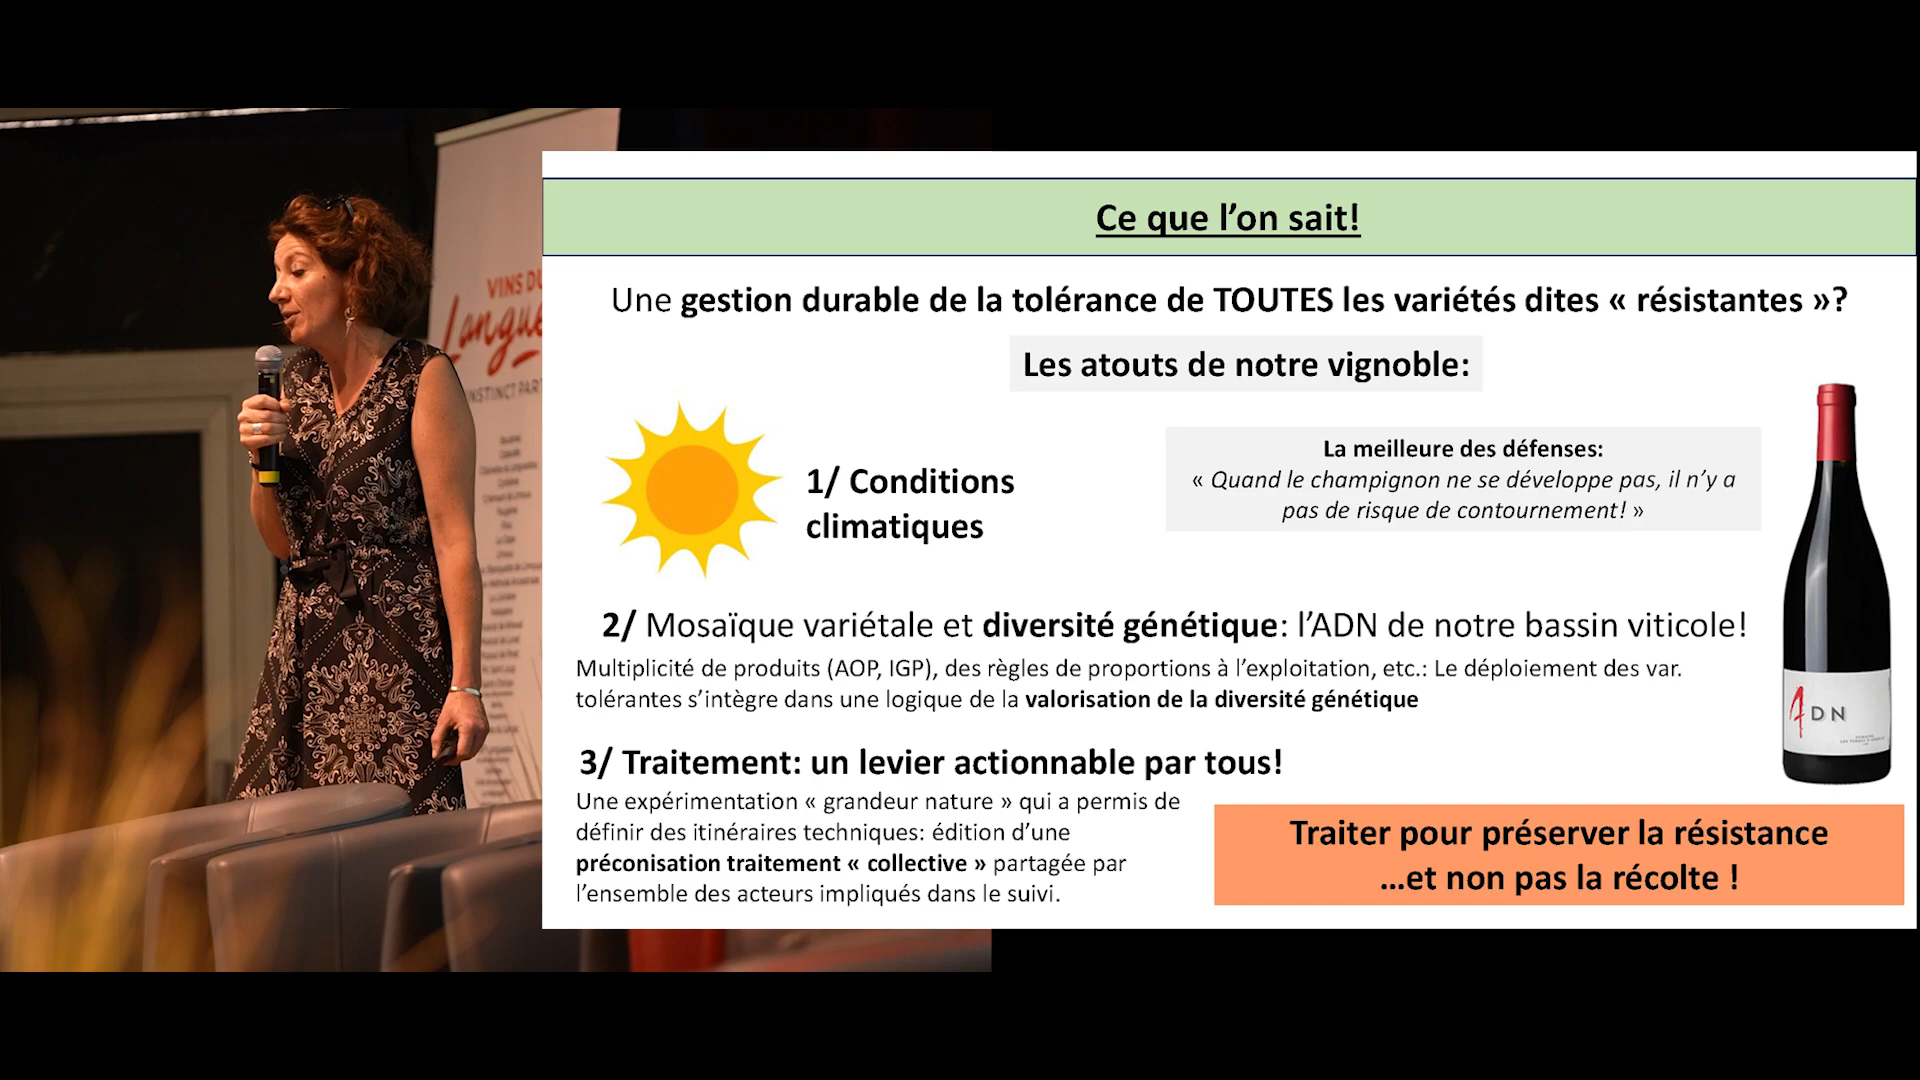 Ce que l’on sait!
Une gestion durable de la tolérance de TOUTES les variétés dites « résistantes »?
Les atouts de notre vignoble:
1/ Conditions
climatiques
La meilleure des défenses:
« Quand le champignon ne se développe pas, il n’y a
pas de risque de contournement! »
2/ Mosaïque variétale et diversité génétique: l’ADN de notre bassin viticole!
Multiplicité de produits (AOP, IGP), des règles de proportions à l’exploitation, etc.: Le déploiement des var.
tolérantes s’intègre dans une logique de la valorisation de la diversité génétique
3/ Traitement: un levier actionnable par tous!
Une expérimentation « grandeur nature » qui a permis de
définir des itinéraires techniques: édition d’une
préconisation traitement « collective » partagée par
l’ensemble des acteurs impliqués dans le suivi.
Traiter pour préserver la résistance
…et non pas la récolte !
ADN
VINS DU
Langue
INSTINCT PAR